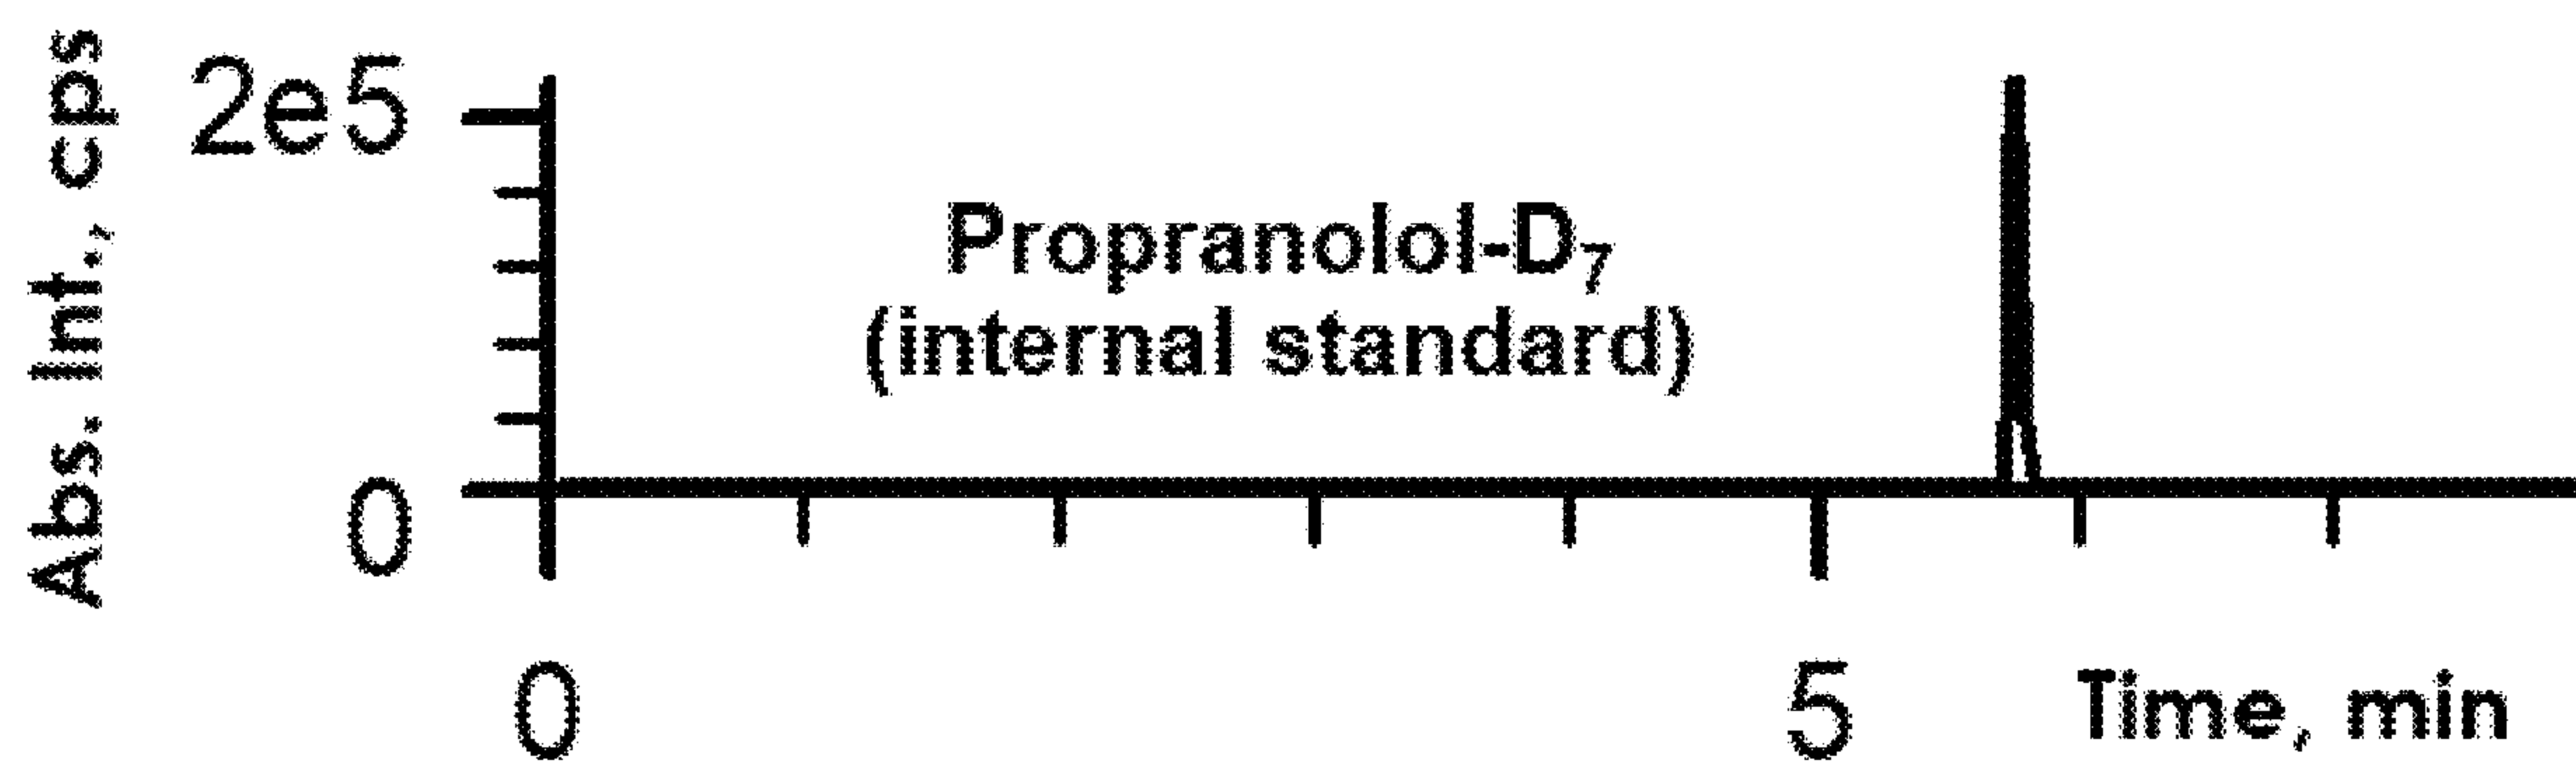 Abs. Int., cps
2e5
Propranolol-D₇
(internal standard)
0
0
5
Time, min